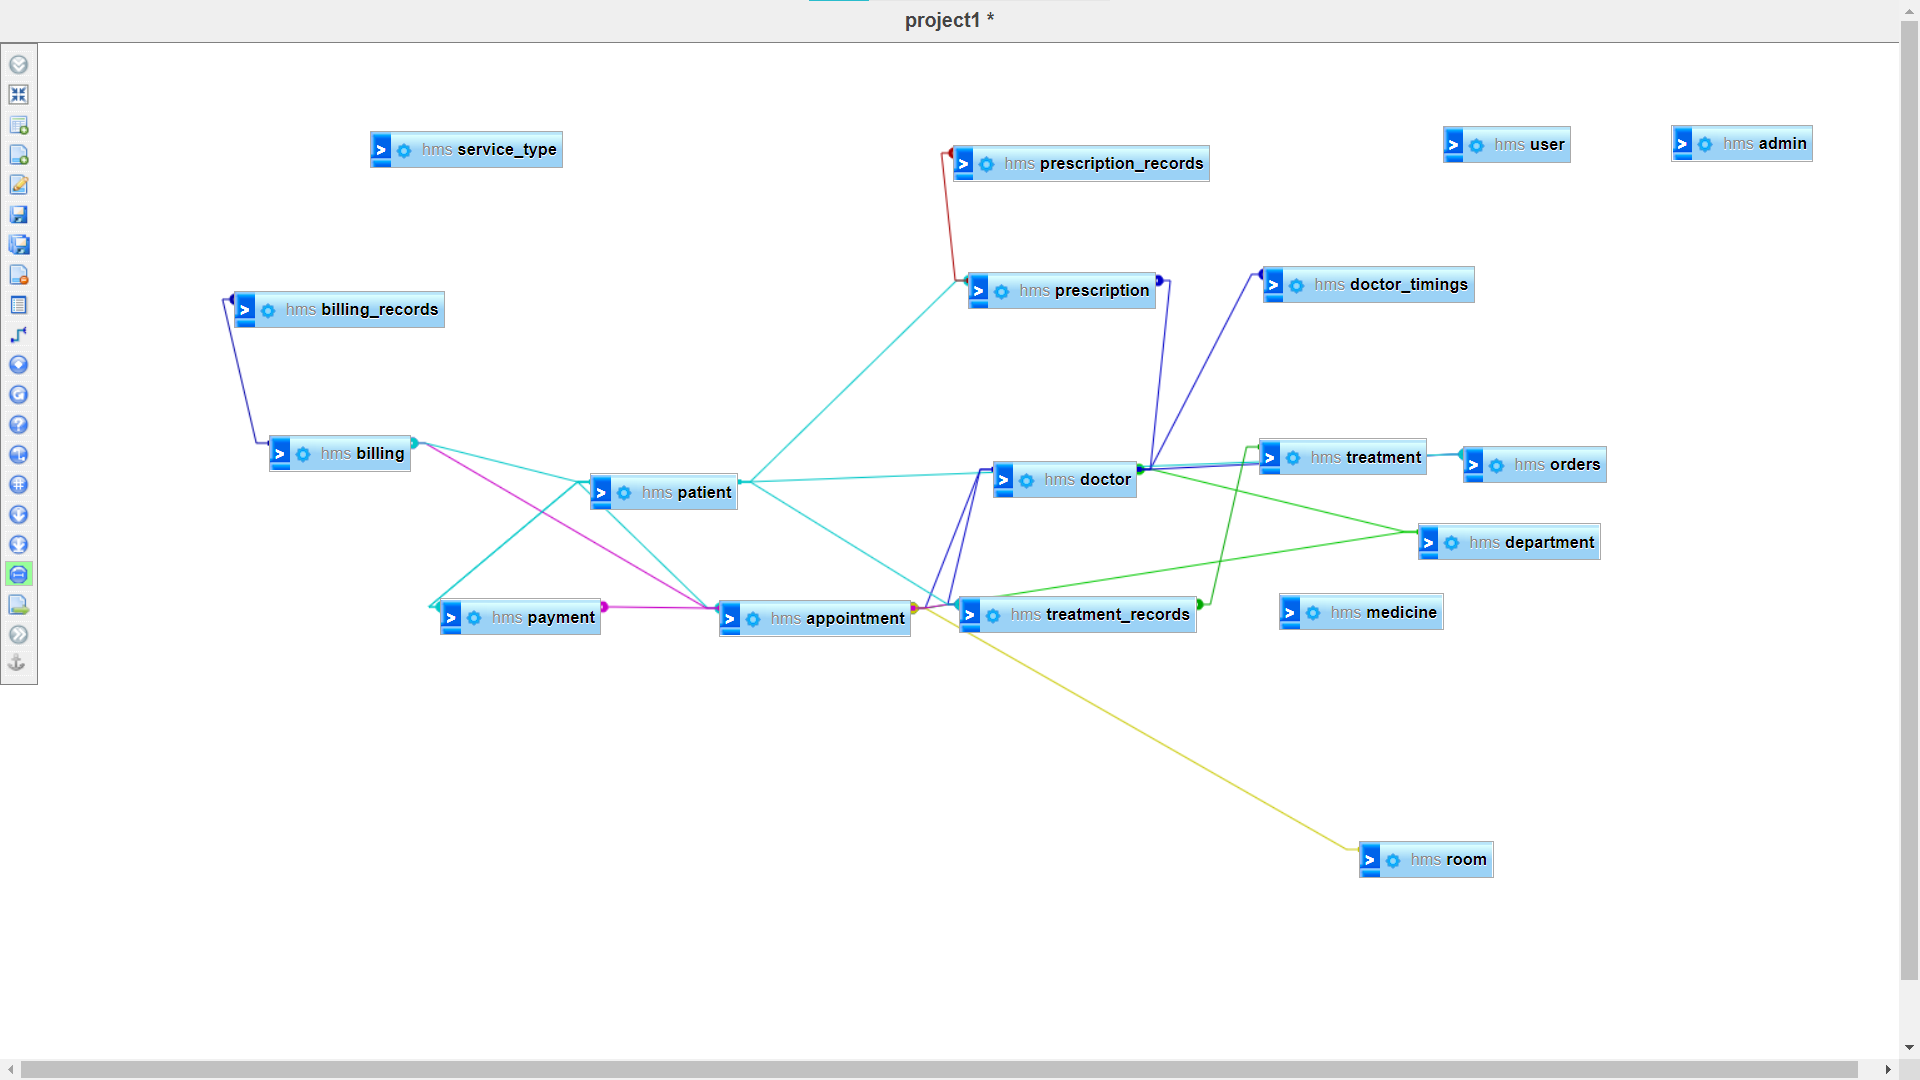 project1 *
hms service_type
hms prescription_records
hms user
hms admin
hms billing_records
hms prescription
hms doctor_timings
hms billing
hms patient
hms doctor
hms treatment
hms orders
hms department
hms payment
hms appointment
hms treatment_records
hms medicine
hms room